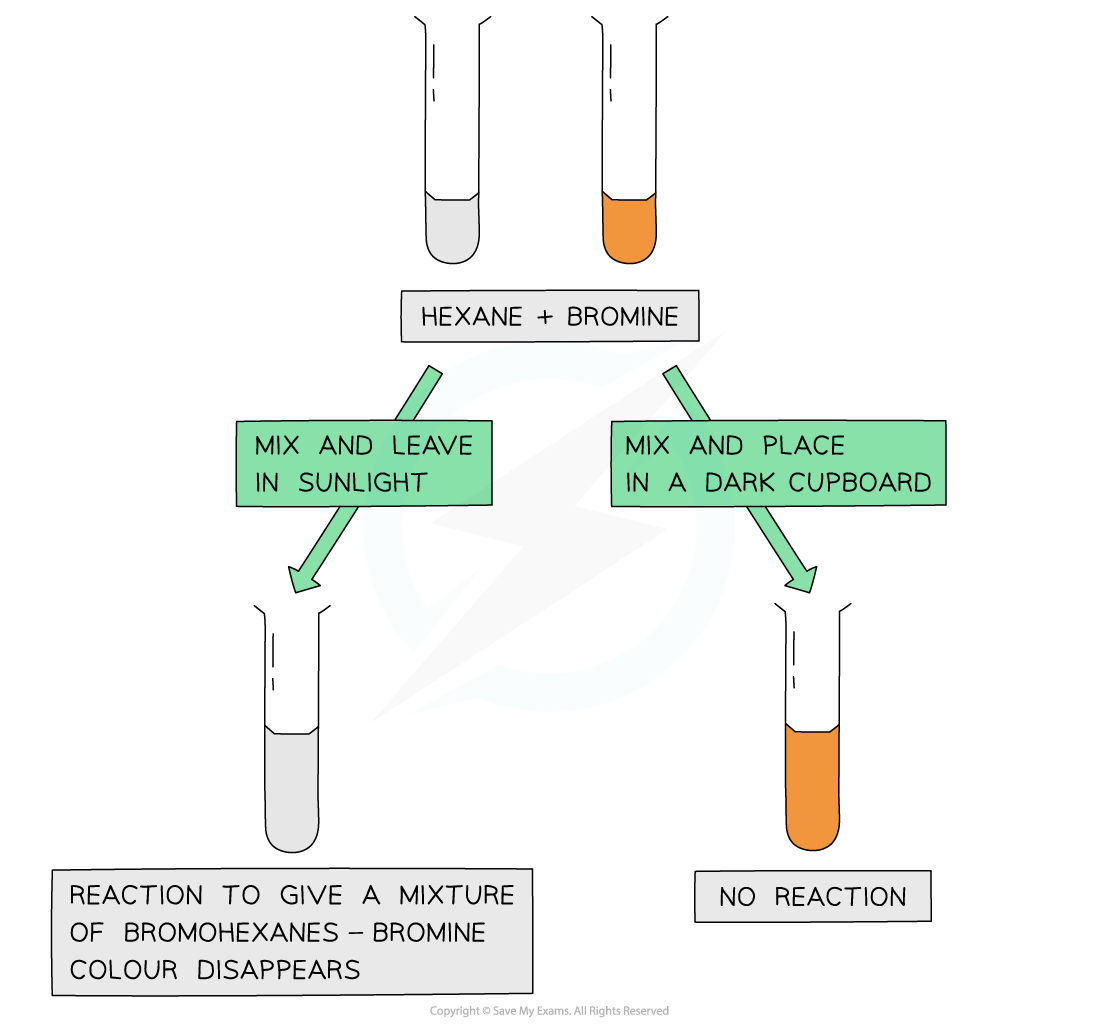 HEXANE + BROMINE
MIX AND LEAVE
IN SUNLIGHT
MIX AND PLACE
IN A DARK CUPBOARD
REACTION TO GIVE A MIXTURE
OF BROMOHEXANES – BROMINE
COLOUR DISAPPEARS
NO REACTION
Copyright © Save My Exams. All Rights Reserved